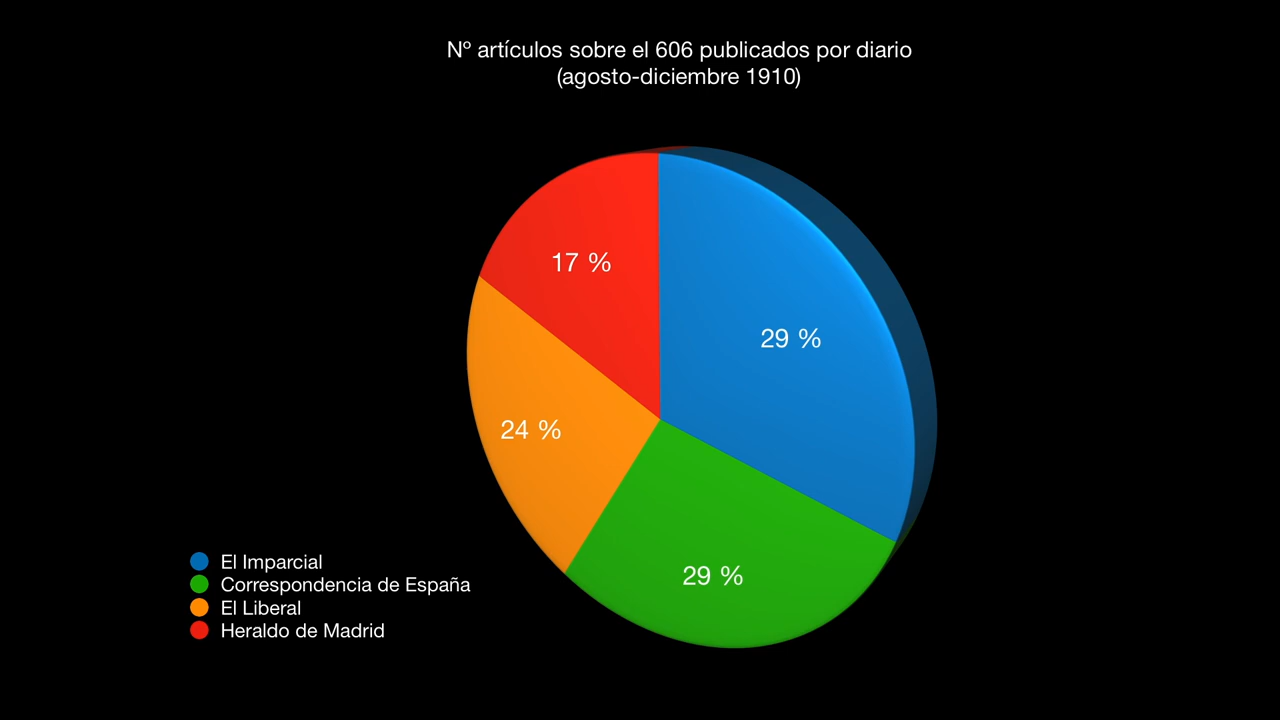 Nº artículos sobre el 606 publicados por diario
(agosto-diciembre 1910)
17 %
29 %
24 %
29 %
El Imparcial
Correspondencia de España
El Liberal
Heraldo de Madrid